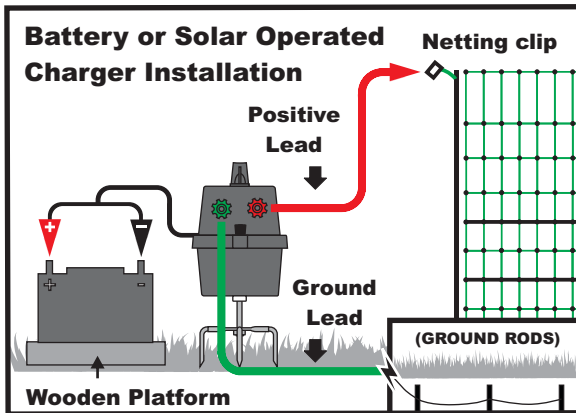 Battery or Solar Operated
Charger Installation
Netting clip
Positive
Lead
+
-
+
-
Ground
Lead
(GROUND RODS)
Wooden Platform